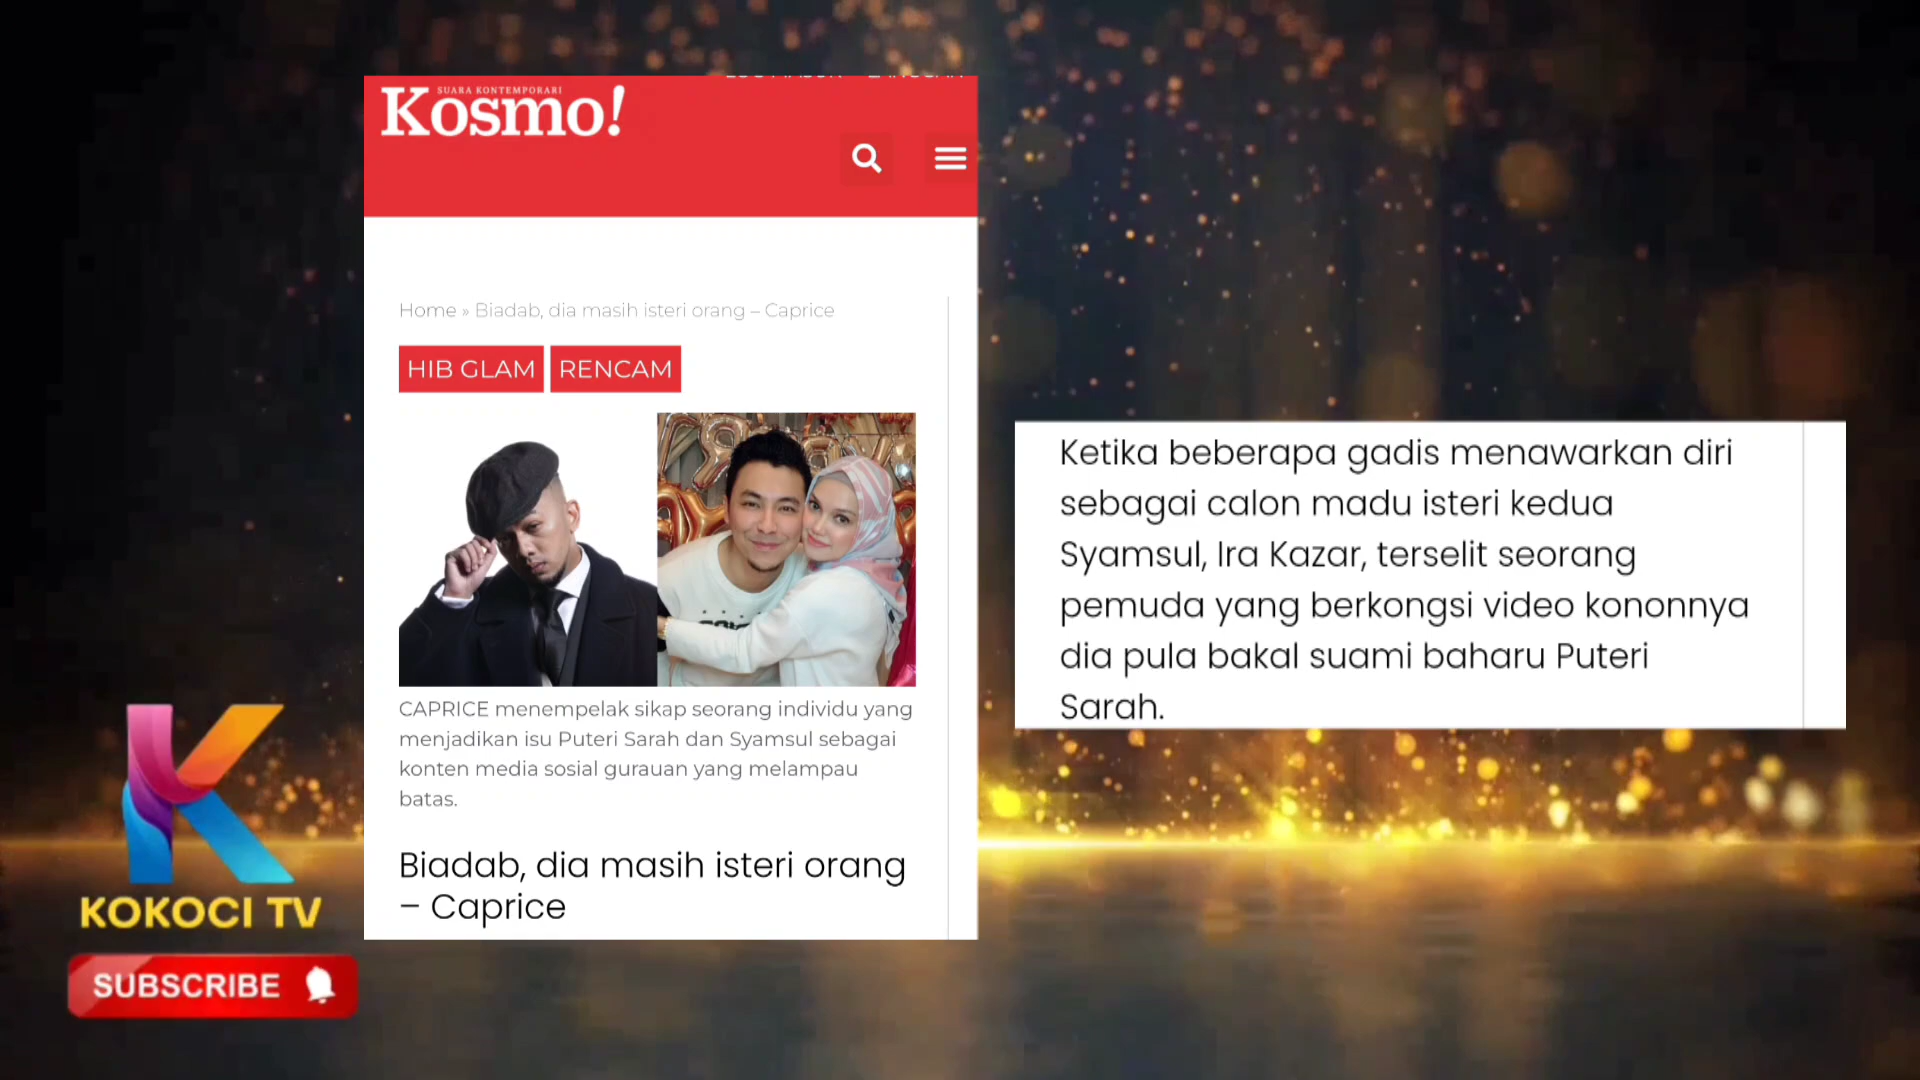 SUARA KONTEMPORARI
Kosmo!
Home » Biadab, dia masih isteri orang – Caprice
HIB GLAM RENCAM
CAPRICE menempelak sikap seorang individu yang
menjadikan isu Puteri Sarah dan Syamsul sebagai
konten media sosial gurauan yang melampau
batas.
Biadab, dia masih isteri orang
– Caprice
Ketika beberapa gadis menawarkan diri
sebagai calon madu isteri kedua
Syamsul, Ira Kazar, terselit seorang
pemuda yang berkongsi video kononnya
dia pula bakal suami baharu Puteri
Sarah.
KOKOCI TV
SUBSCRIBE